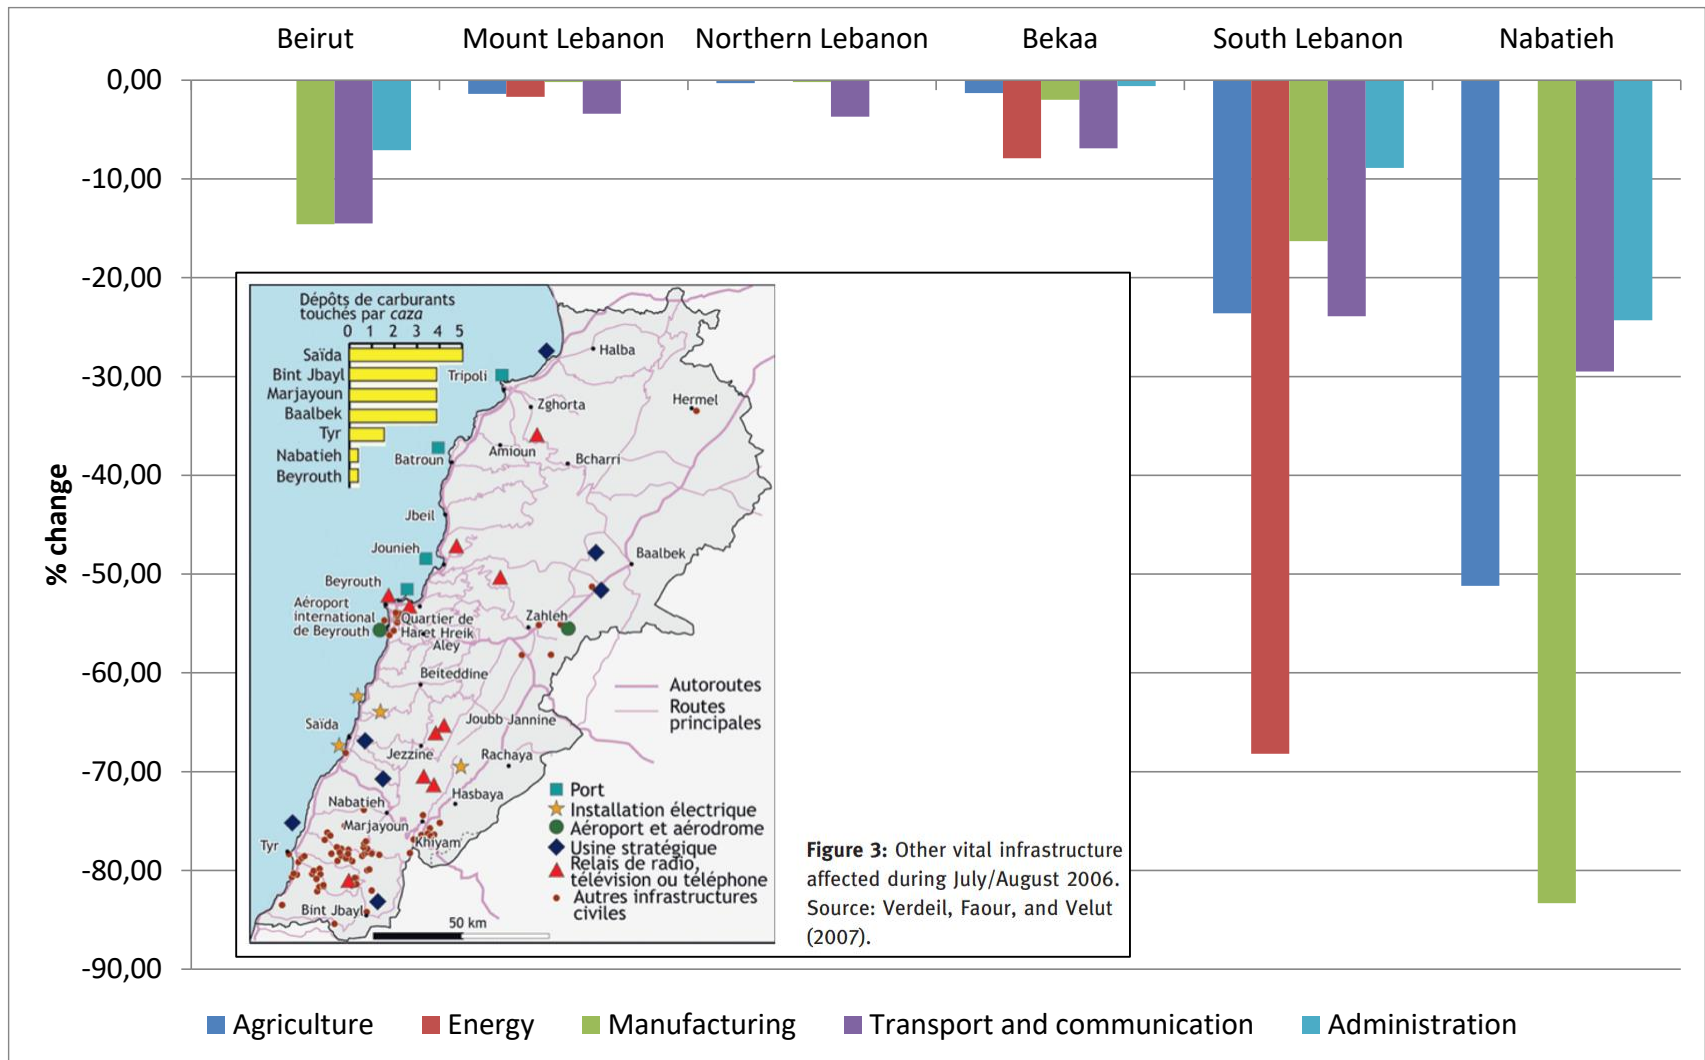 Beirut Mount Lebanon Northern Lebanon Bekaa South Lebanon Nabatieh
0,00
-10,00
-20,00
-30,00
-40,00
-50,00
-60,00
-70,00
-80,00
-90,00
% change
Dépôts de carburants
touchés par caza
0 1 2 3 4 5
Saïda
Bint Jbayl
Marjayoun
Baalbek
Tyr
Nabatieh
Beyrouth
Halba
Tripoli
Zghorta
Hermel
Amioun
Batroun
Bcharri
Jbeil
Jounieh
Baalbek
Beyrouth
Aéroport
international
de Beyrouth
Quartier de
Haret Hreik
Zahleh
Aley
Beiteddine
Saïda
Joubb Jannine
Jezzine
Rachaya
Nabatieh
Hasbaya
Marjayoun
Khiyam
Tyr
Bint Jbayl
Autoroutes
Routes
principales
Port
Installation électrique
Aéroport et aérodrome
Usine stratégique
Relais de radio,
télévision ou téléphone
Autres infrastructures
civiles
50 km
Figure 3: Other vital infrastructure
affected during July/August 2006.
Source: Verdeil, Faour, and Velut
(2007).
Agriculture Energy Manufacturing Transport and communication Administration